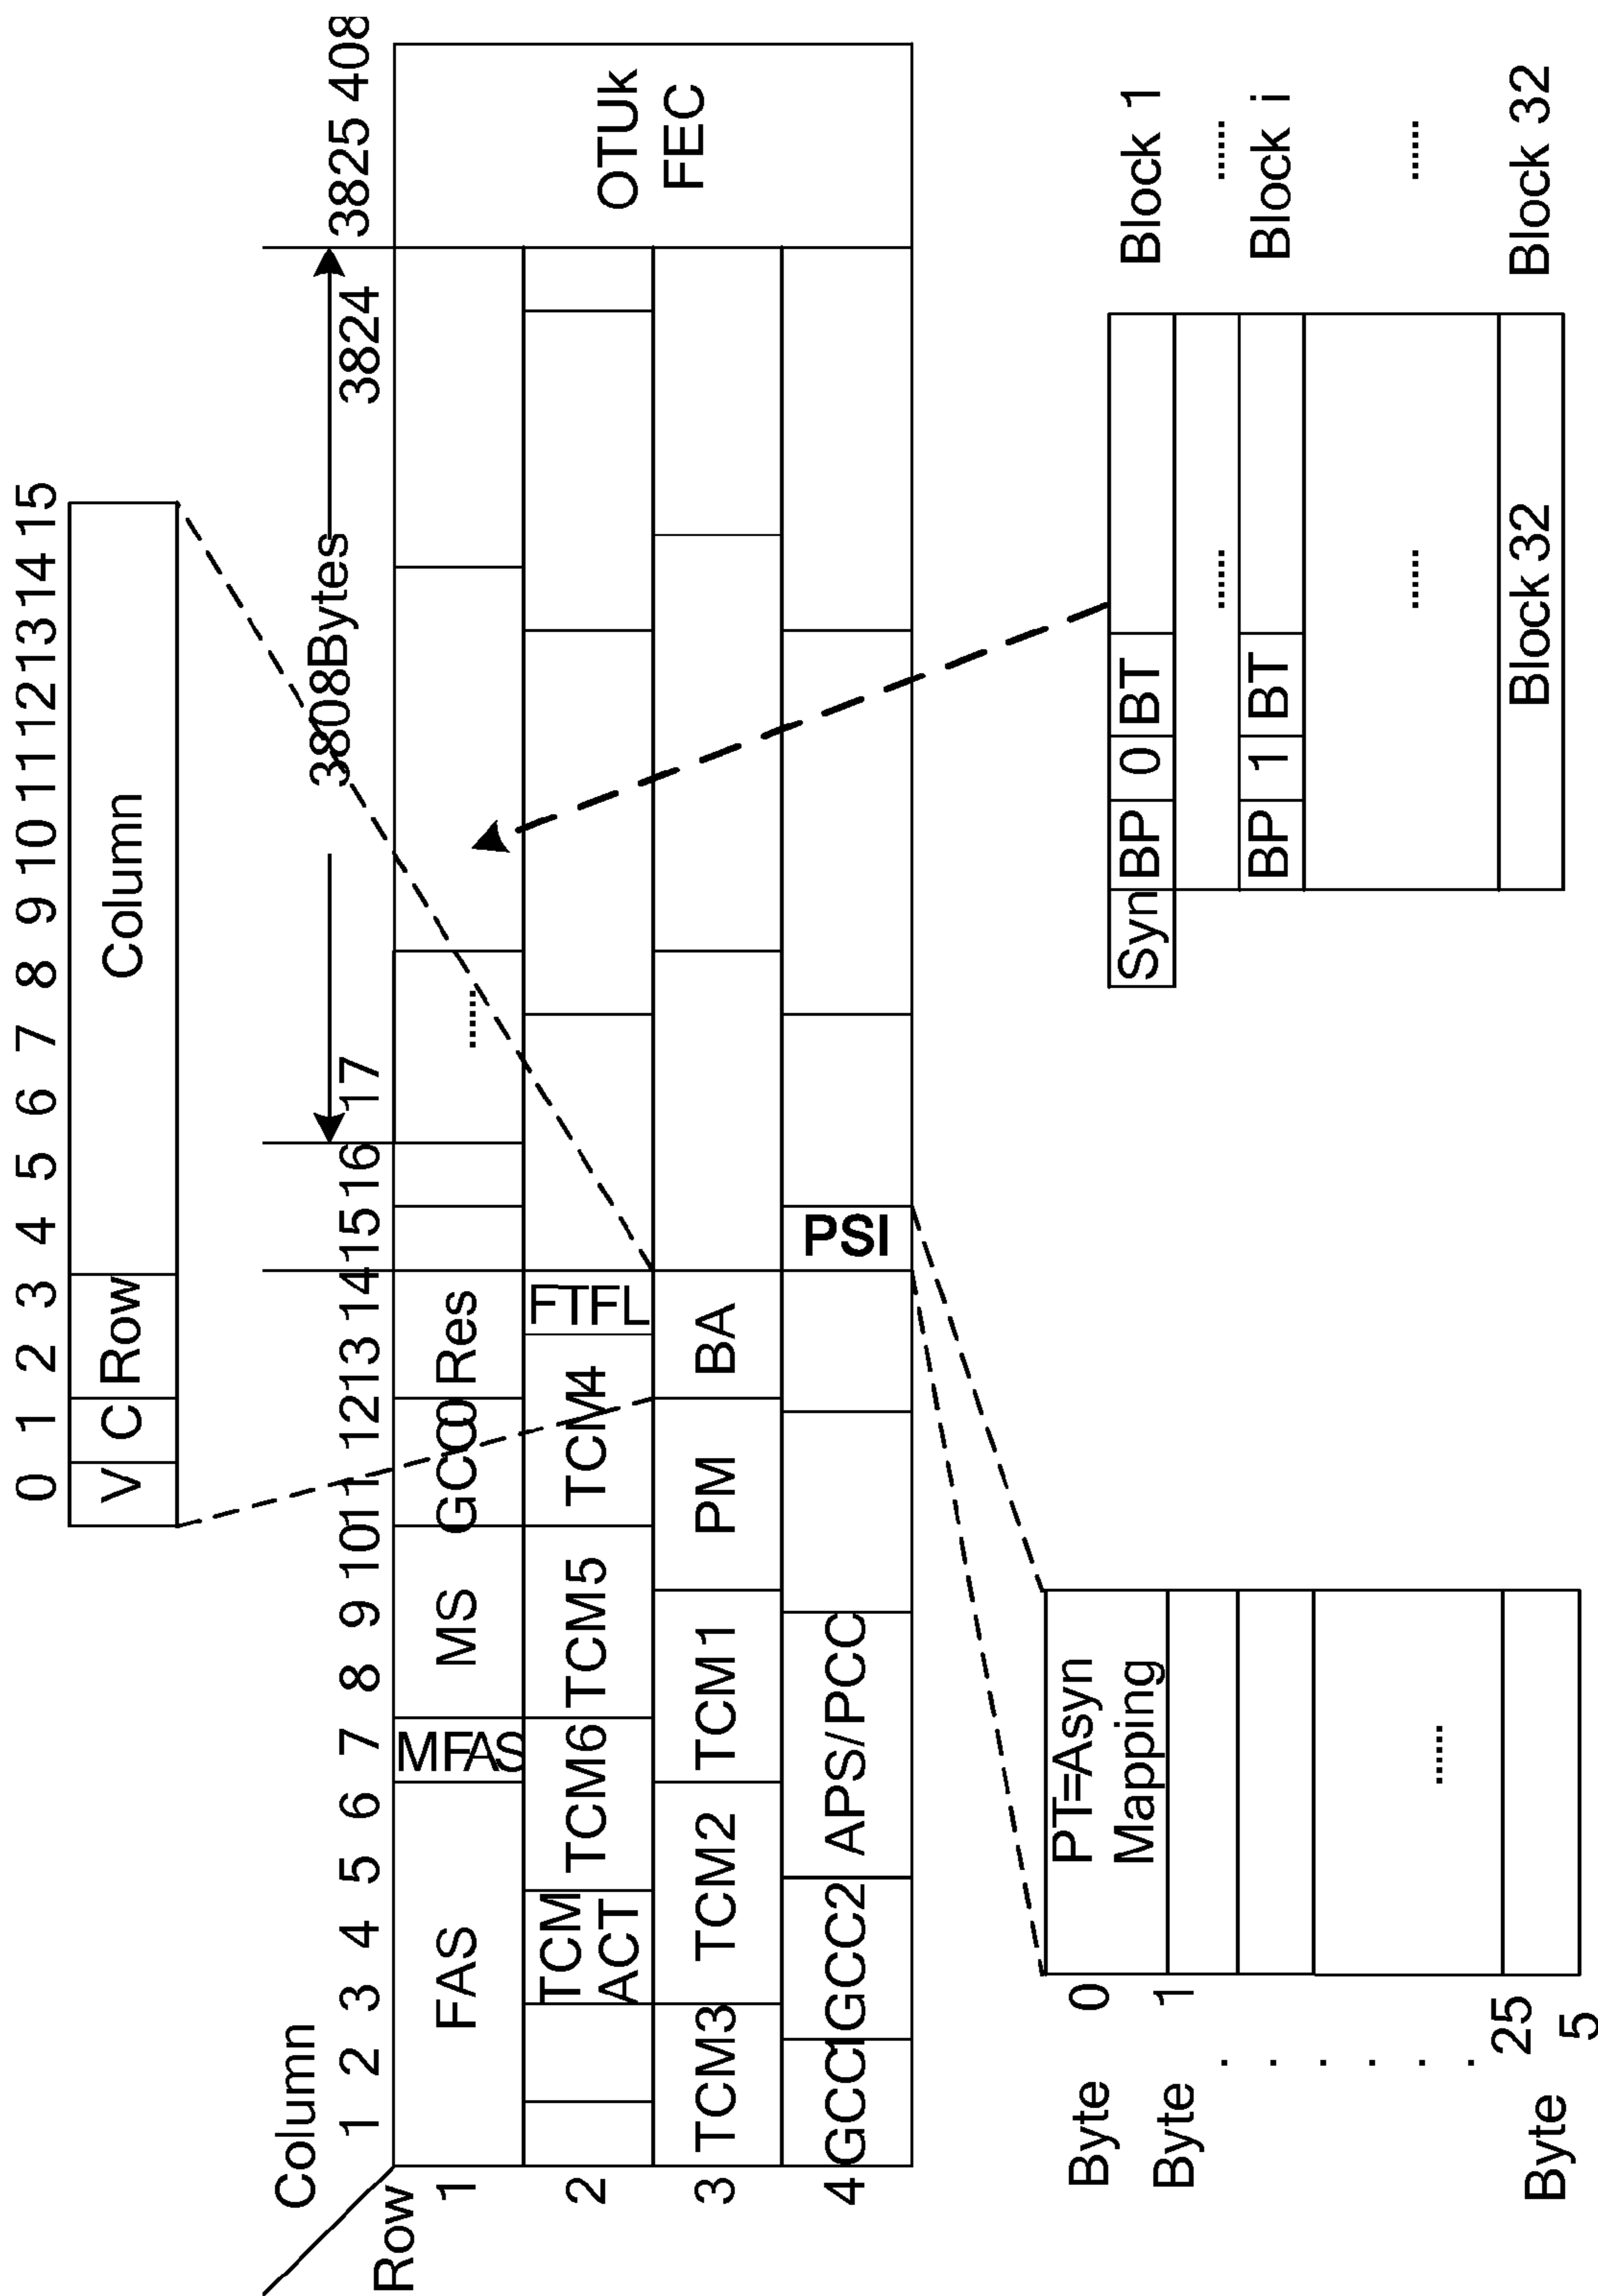 0 1 2 3 4 5 6 7 8 9 10 11 12 13 14 15
V C Row Column
3808Bytes
Column
1 2 3 4 5 6 7 8 9 10 11 12 13 14 15 16 17 3824 3825 408
Row
1 FAS MFAS MS GCC0 Res ......
2 TCM ACT TCM6 TCM5 TCM4 FTFL
3 TCM3 TCM2 TCM1 PM BA
4 GCC1 GCC2 APS/PCC PSI
OTUk
FEC
Byte 0 PT=Asyn
Mapping
Byte 1
. . . . . .
......
Byte 25
5
Syn BP 0 BT Block 1
...... ......
BP 1 BT Block i
...... ......
Block 32 Block 32